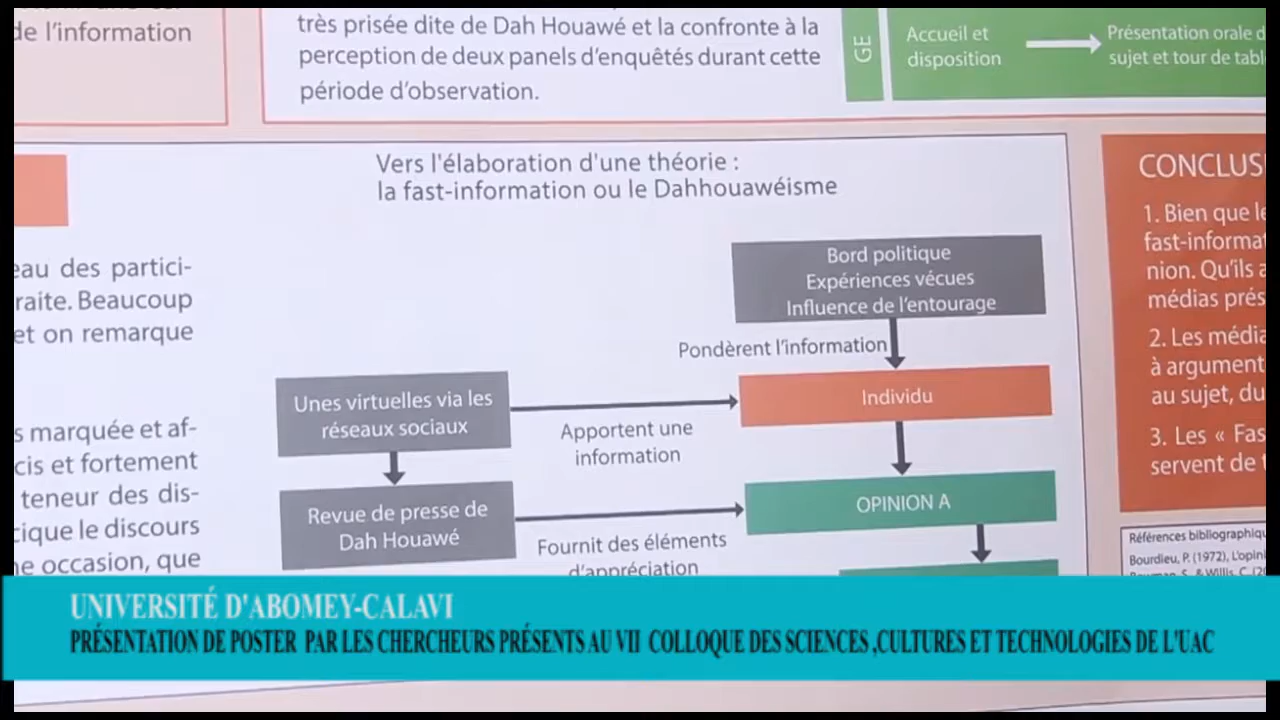 de l'information
très prisée dite de Dah Houawé et la confronte à la
perception de deux panels d'enquêtés durant cette
période d'observation.
GE
Accueil et
disposition
Présentation orale d
sujet et tour de tabl
Vers l'élaboration d'une théorie :
la fast-information ou le Dahhouawéisme
eau des partici-
raite. Beaucoup
et on remarque
s marquée et af-
cis et fortement
teneur des dis-
tique le discours
ne occasion, que
Bord politique
Expériences vécues
Influence de l'entourage
Pondèrent l'information
Unes virtuelles via les
réseaux sociaux
Apportent une
information
Individu
Revue de presse de
Dah Houawé
Fournit des éléments
d'appréciation
OPINION A
CONCLUS
1. Bien que le
fast-informat
nion. Qu'ils a
médias prés
2. Les média
à argument
au sujet, du
3. Les « Fas
servent de t
Références bibliographiqu
Bourdieu, P. (1972), L'opini
UNIVERSITÉ D'ABOMEY-CALAVI
PRÉSENTATION DE POSTER PAR LES CHERCHEURS PRÉSENTS AU VII COLLOQUE DES SCIENCES ,CULTURES ET TECHNOLOGIES DE L'UAC